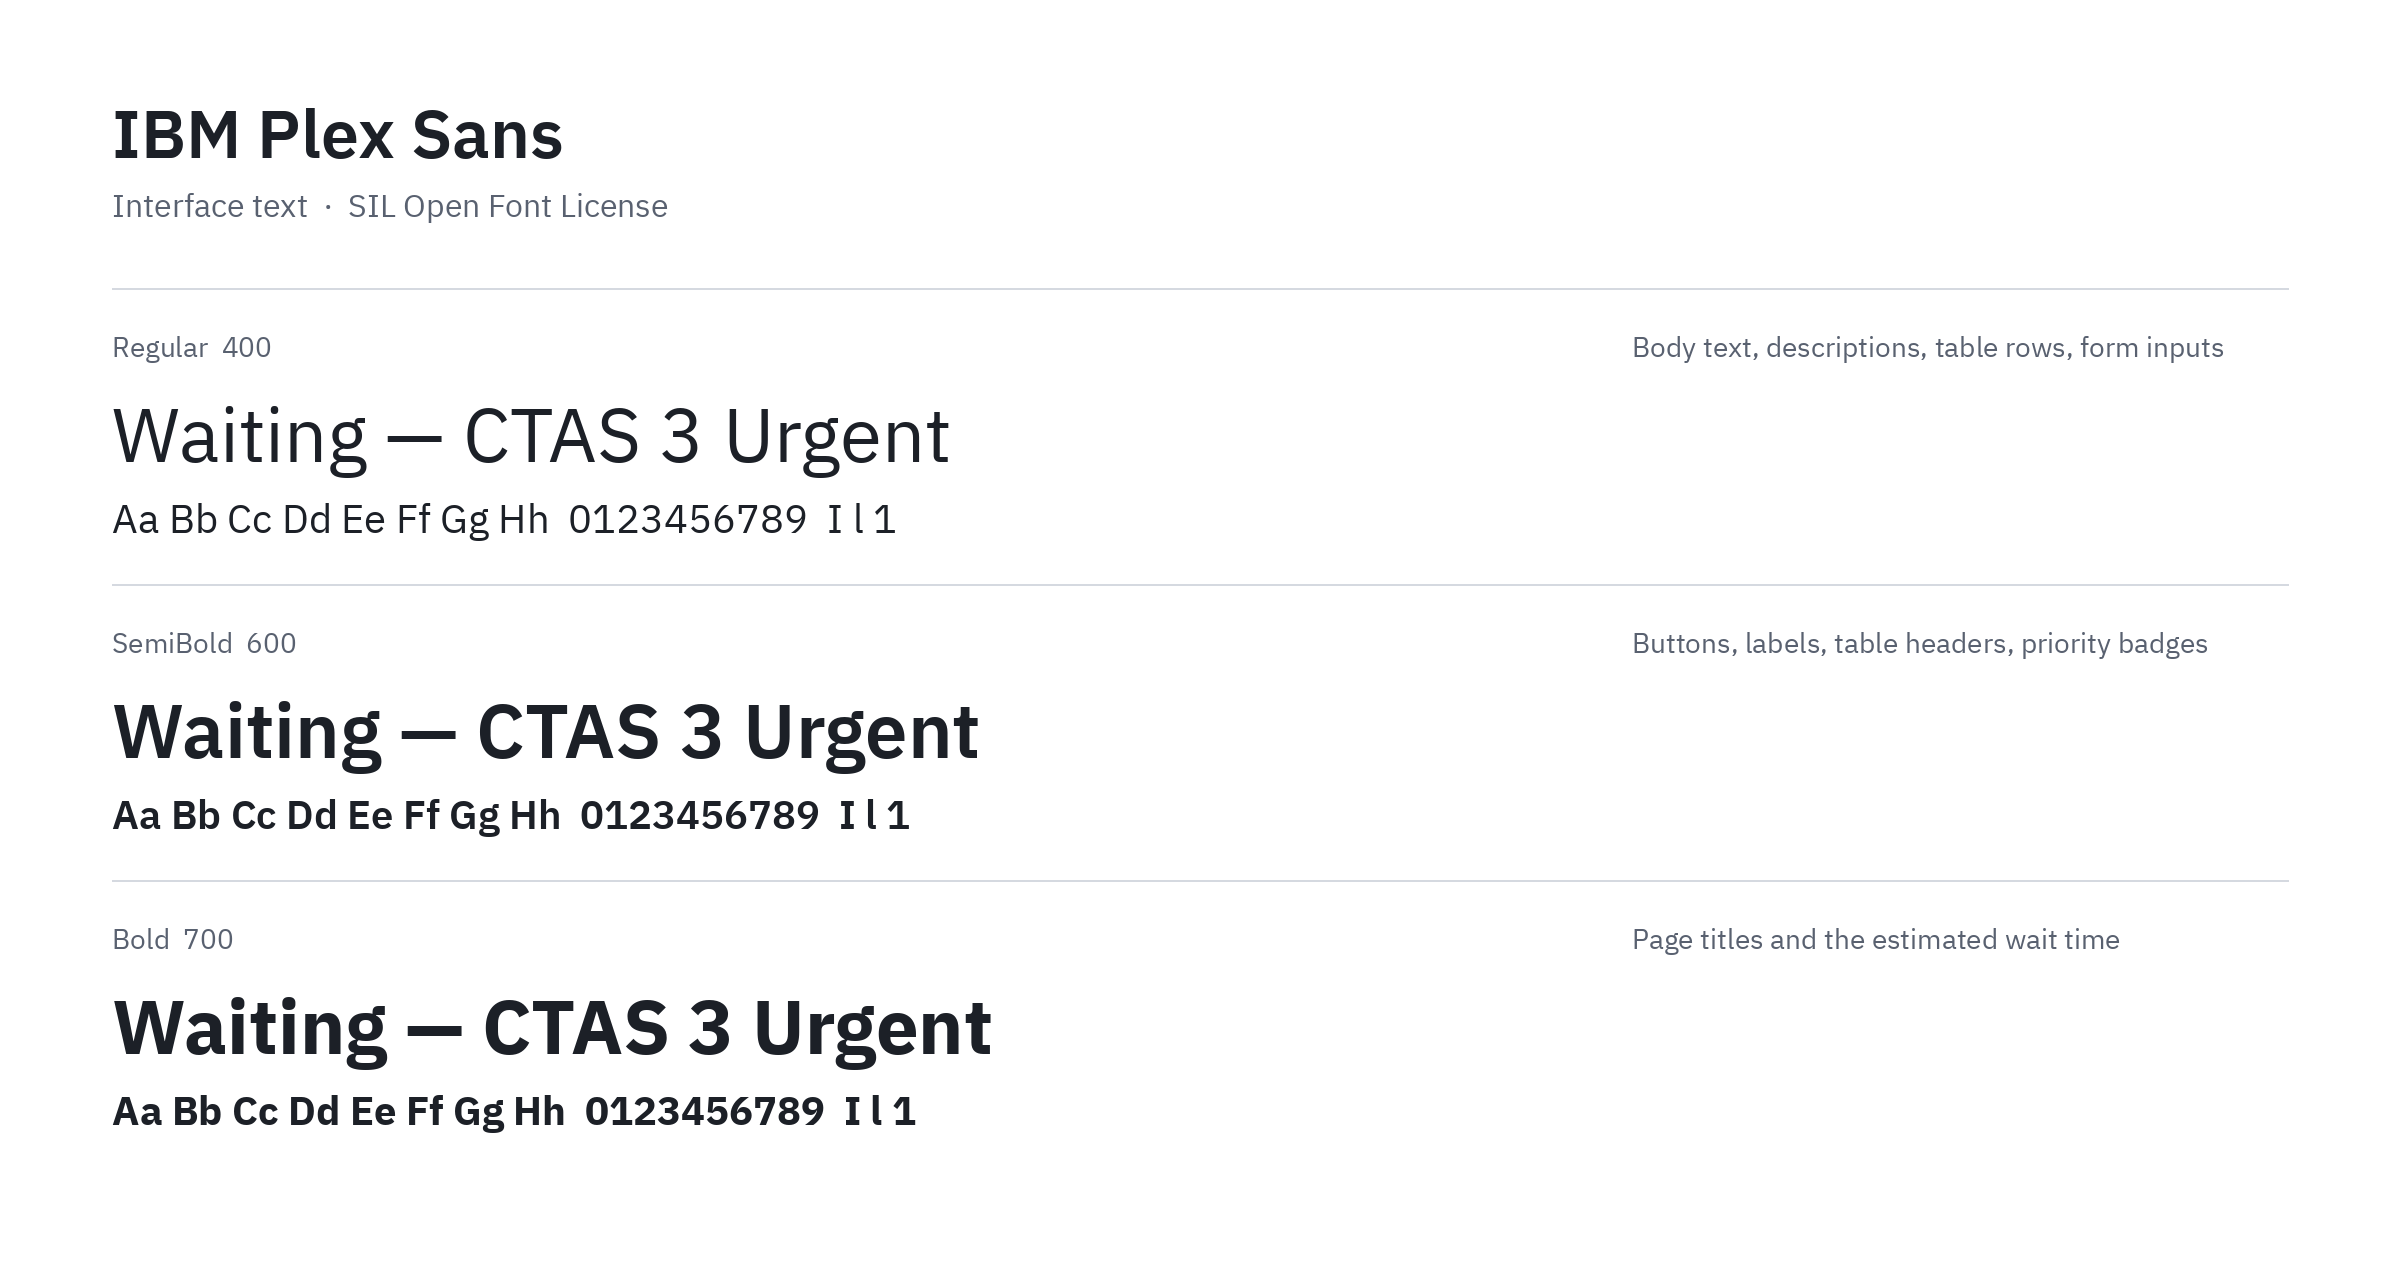 IBM Plex Sans
Interface text · SIL Open Font License
Regular 400
Body text, descriptions, table rows, form inputs
Waiting — CTAS 3 Urgent
Aa Bb Cc Dd Ee Ff Gg Hh 0123456789 I l 1
SemiBold 600
Buttons, labels, table headers, priority badges
Waiting — CTAS 3 Urgent
Aa Bb Cc Dd Ee Ff Gg Hh 0123456789 I l 1
Bold 700
Page titles and the estimated wait time
Waiting — CTAS 3 Urgent
Aa Bb Cc Dd Ee Ff Gg Hh 0123456789 I l 1